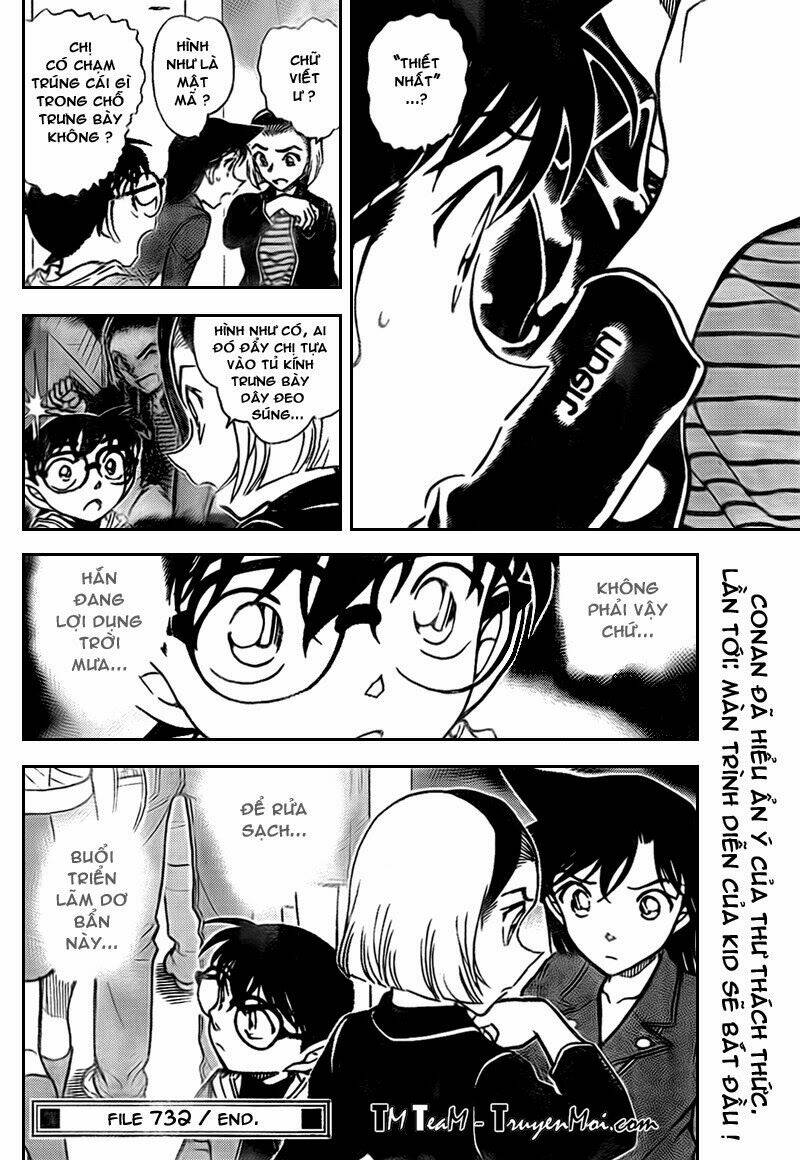 "THIẾT
NHẤT"
...?
CHỮ
VIẾT
Ư ?
HÌNH
NHƯ LÀ
MẬT
MÃ ?
CHỊ
CÓ CHẠM
TRÚNG CÁI GÌ
TRONG CHỖ
TRƯNG BÀY
KHÔNG ?
HÌNH NHƯ CÓ, AI
ĐÓ ĐẨY CHỊ TỰA
VÀO TỦ KÍNH
TRƯNG BÀY
DÂY ĐEO
SÚNG...
KHÔNG
PHẢI VẬY
CHỨ...
HẮN
ĐANG
LỢI DỤNG
TRỜI
MƯA...
ĐỂ RỬA
SẠCH...
BUỔI
TRIỂN
LÃM DƠ
BẨN
NÀY...
CONAN ĐÃ HIỂU ẨN Ý CỦA THƯ THÁCH THỨC.
LẦN TỚI: MÀN TRÌNH DIỄN CỦA KID SẼ BẮT ĐẦU !
FILE 732 / END.
TM TEAM - TRUYENMOI.COM